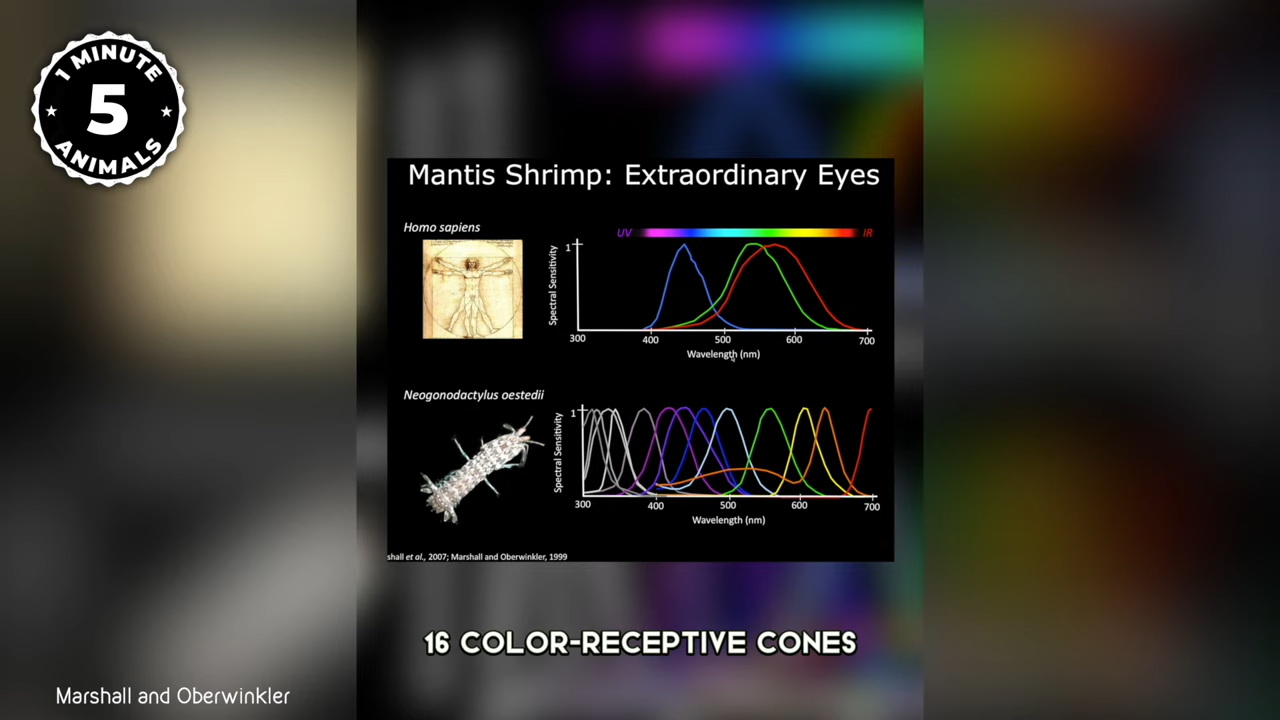 1 MINUTE
5
ANIMALS
Mantis Shrimp: Extraordinary Eyes
Homo sapiens
UV
IR
Spectral Sensitivity
1
300 400 500 600 700
Wavelength (nm)
Neogonodactylus oestedii
Spectral Sensitivity
1
300 400 500 600 700
Wavelength (nm)
shall et al., 2007; Marshall and Oberwinkler, 1999
16 COLOR-RECEPTIVE CONES
Marshall and Oberwinkler